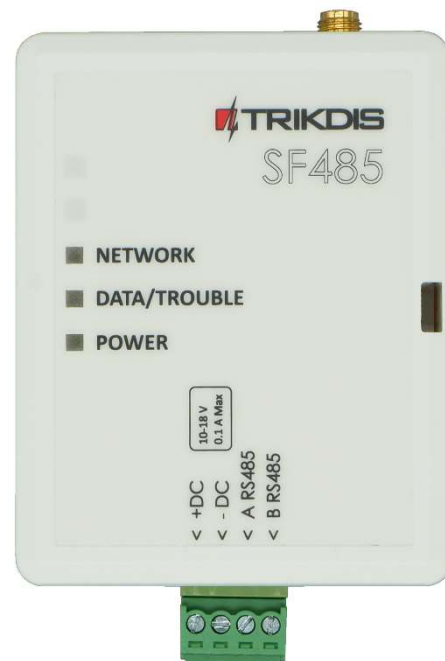 TRIKDIS
SF485
NETWORK
DATA/TROUBLE
POWER
10-18 V
0.1 A Max
< +DC
< - DC
< A RS485
< B RS485